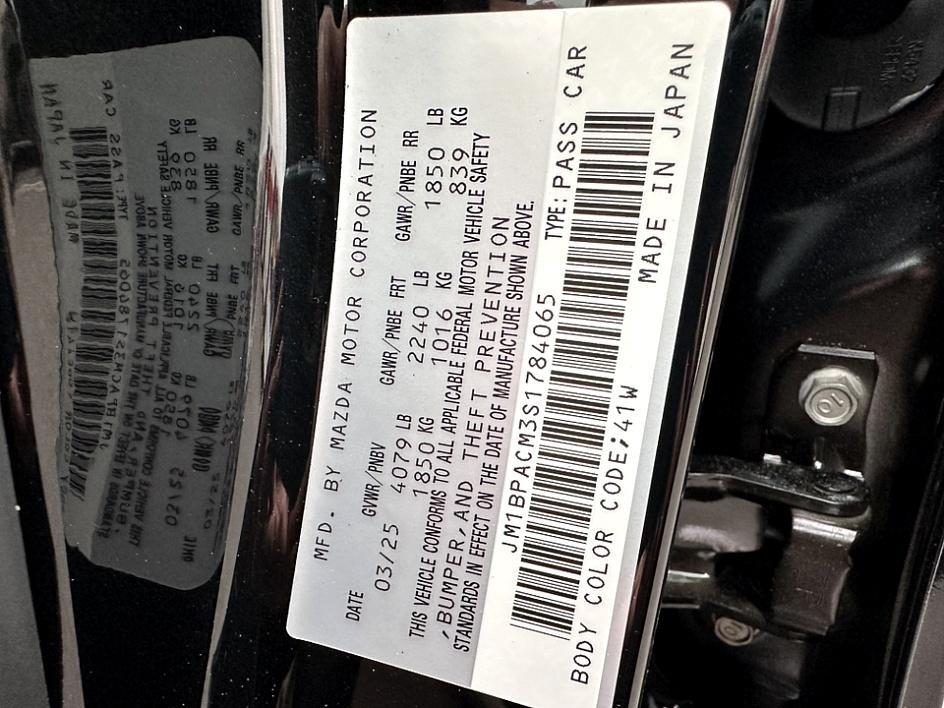 MFD. BY MAZDA MOTOR CORPORATION
DATE GVWR/PNBV GAWR/PNBE FRT GAWR/PNBE RR
03/25 4079 LB 2240 LB 1850 LB
1850 KG 1016 KG 839 KG
THIS VEHICLE CONFORMS TO ALL APPLICABLE FEDERAL MOTOR VEHICLE SAFETY
,BUMPER,AND THEFT PREVENTION
STANDARDS IN EFFECT ON THE DATE OF MANUFACTURE SHOWN ABOVE.
JM1BPACM3S1784065 TYPE:PASS CAR
BODY COLOR CODE;41W MADE IN JAPAN
10